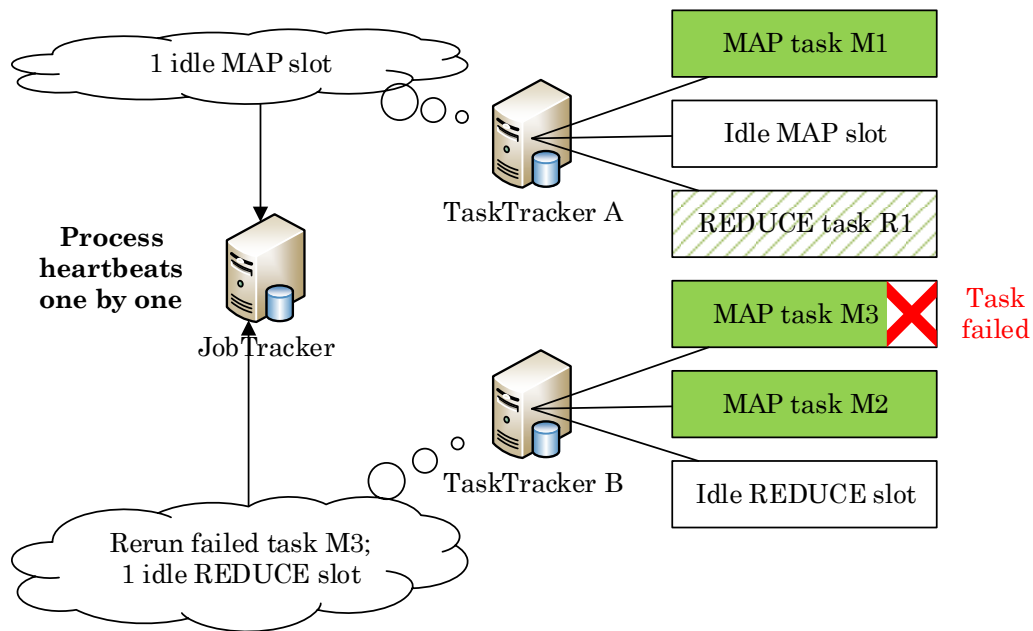 1 idle MAP slot
MAP task M1
Idle MAP slot
TaskTracker A
REDUCE task R1
Process
heartbeats
one by one
JobTracker
MAP task M3
Task
failed
MAP task M2
TaskTracker B
Idle REDUCE slot
Rerun failed task M3;
1 idle REDUCE slot